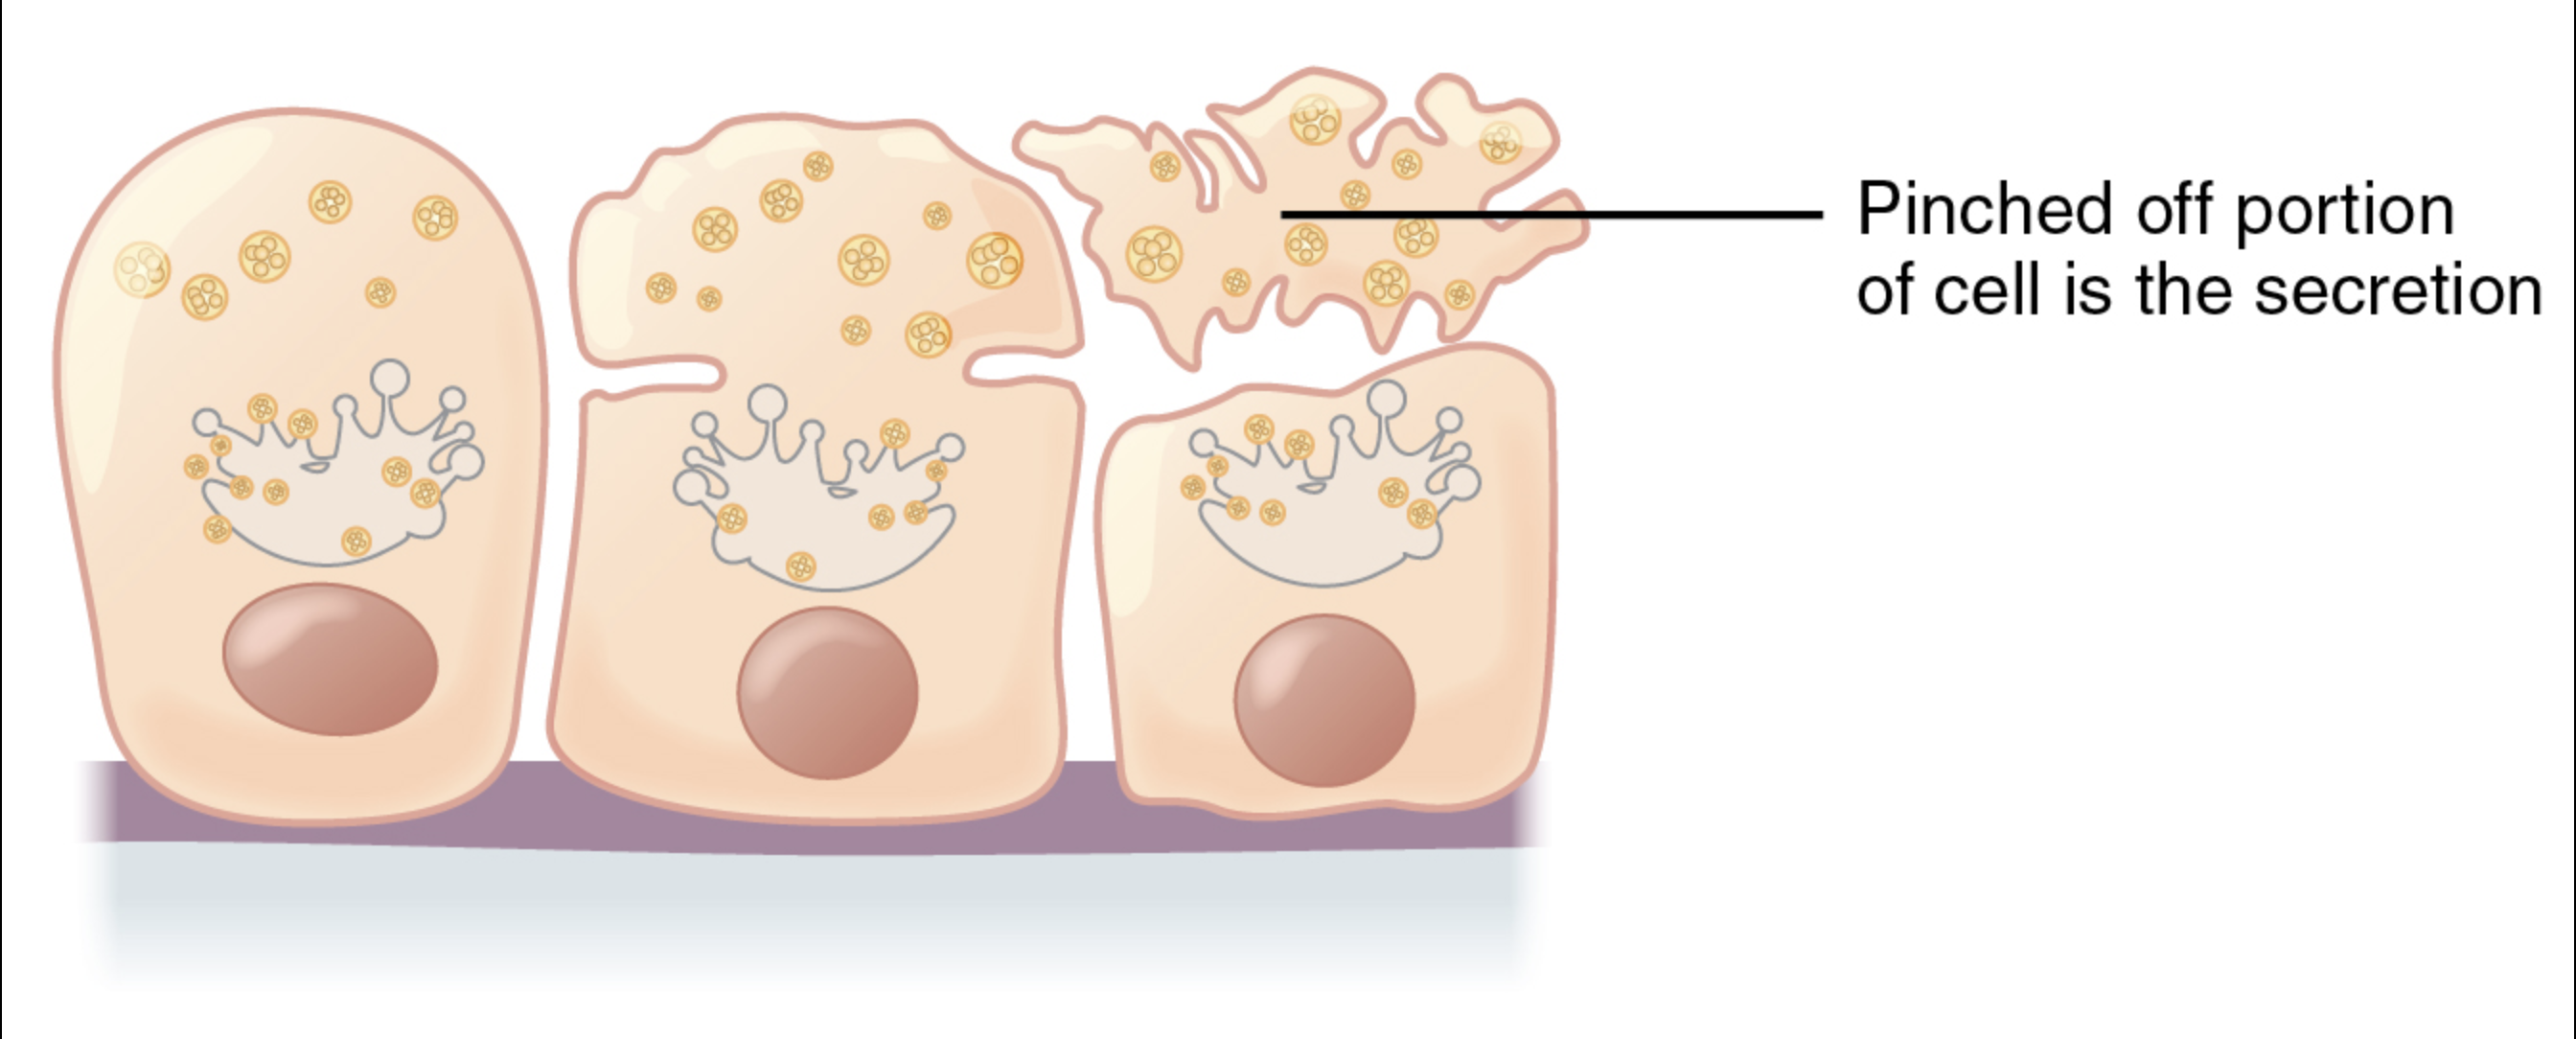 Pinched off portion
of cell is the secretion